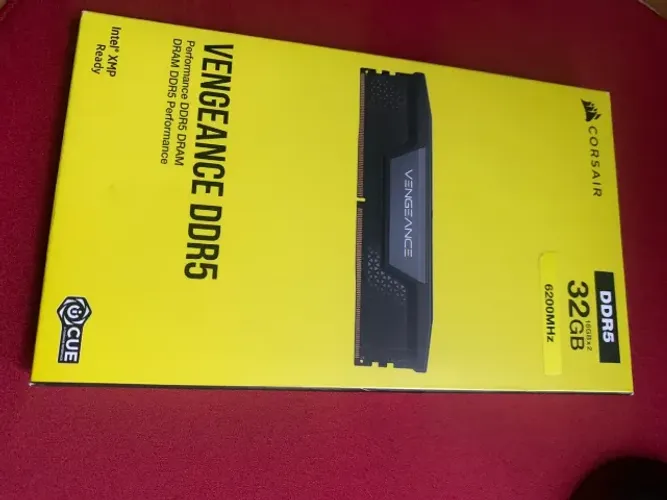 CORSAIR
DDR5
32GB
16GBx2
6200MHz
VENGEANCE
VENGEANCE DDR5
Performance DDR5 DRAM
DRAM DDR5 Performance
Intel® XMP
Ready
CUE